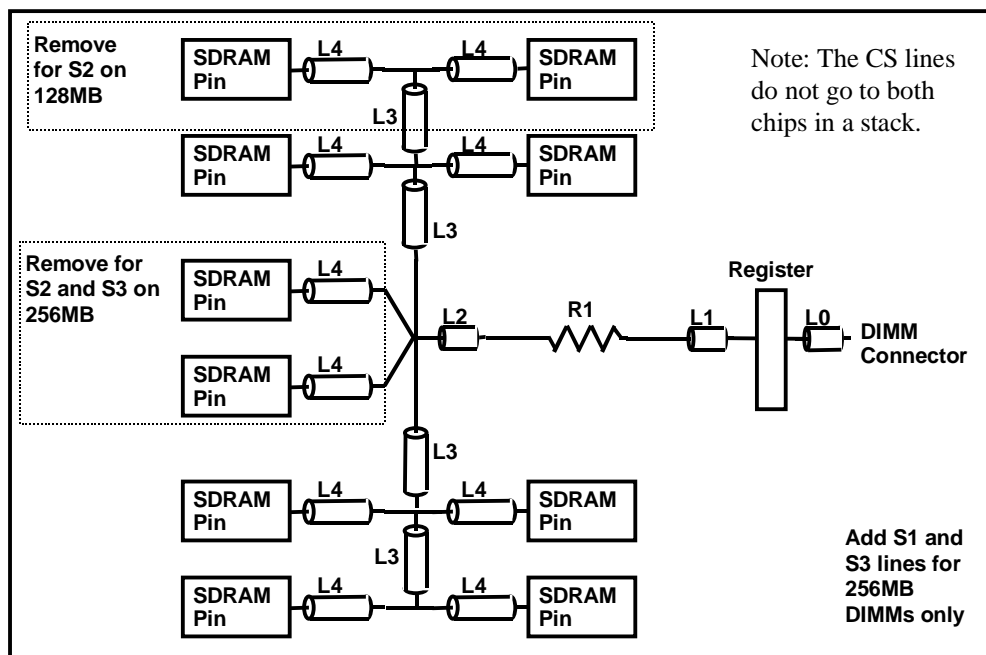 Remove
for S2 on
128MB
SDRAM
Pin
L4
L4
SDRAM
Pin
Note: The CS lines
do not go to both
chips in a stack.
L3
SDRAM
Pin
L4
L4
SDRAM
Pin
L3
Remove for
S2 and S3 on
256MB
SDRAM
Pin
L4
SDRAM
Pin
L4
L2
R1
L1
Register
L0
DIMM
Connector
L3
SDRAM
Pin
L4
L4
SDRAM
Pin
L3
SDRAM
Pin
L4
L4
SDRAM
Pin
Add S1 and
S3 lines for
256MB
DIMMs only